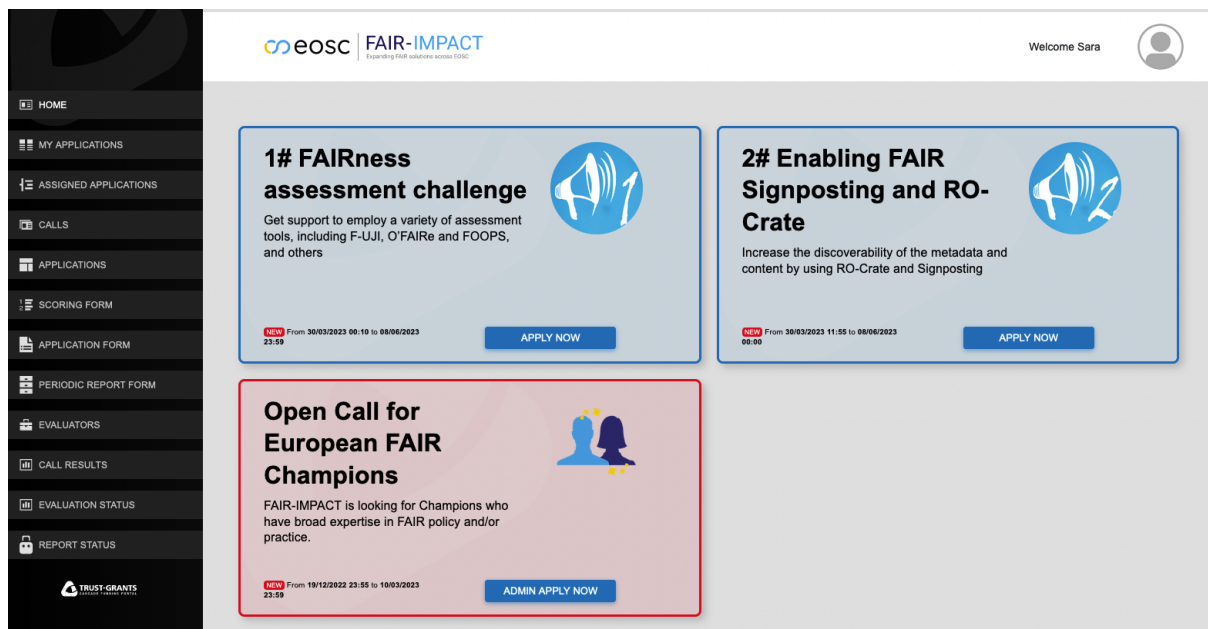 eosc
FAIR-IMPACT
Expanding FAIR solutions across EOSC
Welcome Sara
HOME
MY APPLICATIONS
ASSIGNED APPLICATIONS
CALLS
APPLICATIONS
SCORING FORM
APPLICATION FORM
PERIODIC REPORT FORM
EVALUATORS
CALL RESULTS
EVALUATION STATUS
REPORT STATUS
TRUST-GRANTS
CASCADE FUNDING PORTAL
1# FAIRness
assessment challenge
1
Get support to employ a variety of assessment
tools, including F-UJI, O'FAIRe and FOOPS,
and others
NEW From 30/03/2023 00:10 to 08/06/2023
23:59
APPLY NOW
2# Enabling FAIR
Signposting and RO-
Crate
2
Increase the discoverability of the metadata and
content by using RO-Crate and Signposting
NEW From 30/03/2023 11:55 to 08/06/2023
00:00
APPLY NOW
Open Call for
European FAIR
Champions
FAIR-IMPACT is looking for Champions who
have broad expertise in FAIR policy and/or
practice.
NEW From 19/12/2022 23:55 to 10/03/2023
23:59
ADMIN APPLY NOW